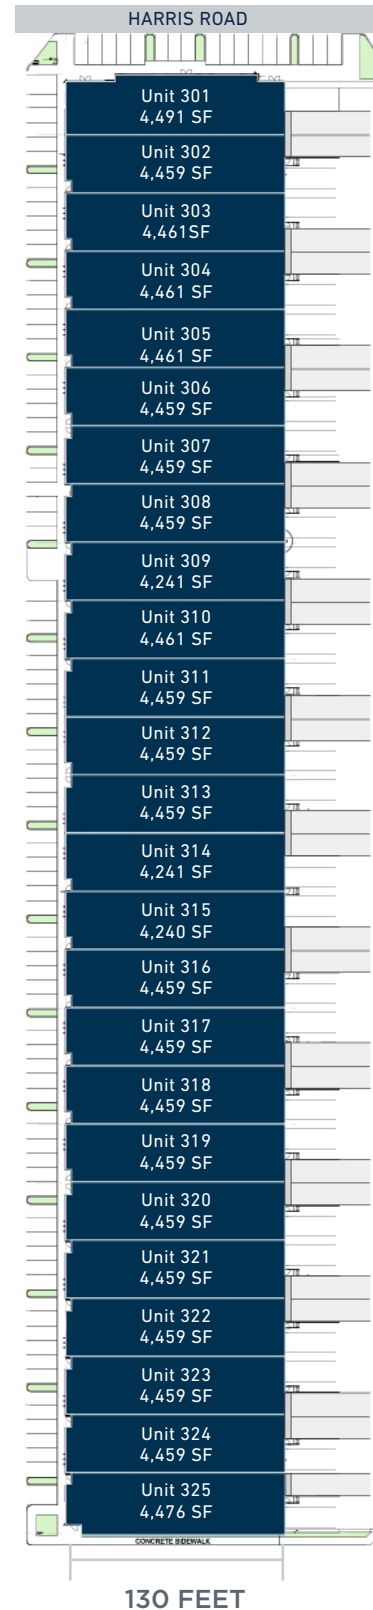 HARRIS ROAD
Unit 301
4,491 SF
Unit 302
4,459 SF
Unit 303
4,461SF
Unit 304
4,461 SF
Unit 305
4,461 SF
Unit 306
4,459 SF
Unit 307
4,459 SF
Unit 308
4,459 SF
Unit 309
4,241 SF
Unit 310
4,461 SF
Unit 311
4,459 SF
Unit 312
4,459 SF
Unit 313
4,459 SF
Unit 314
4,241 SF
Unit 315
4,240 SF
Unit 316
4,459 SF
Unit 317
4,459 SF
Unit 318
4,459 SF
Unit 319
4,459 SF
Unit 320
4,459 SF
Unit 321
4,459 SF
Unit 322
4,459 SF
Unit 323
4,459 SF
Unit 324
4,459 SF
Unit 325
4,476 SF
CONCRETE SIDEWALK
130 FEET